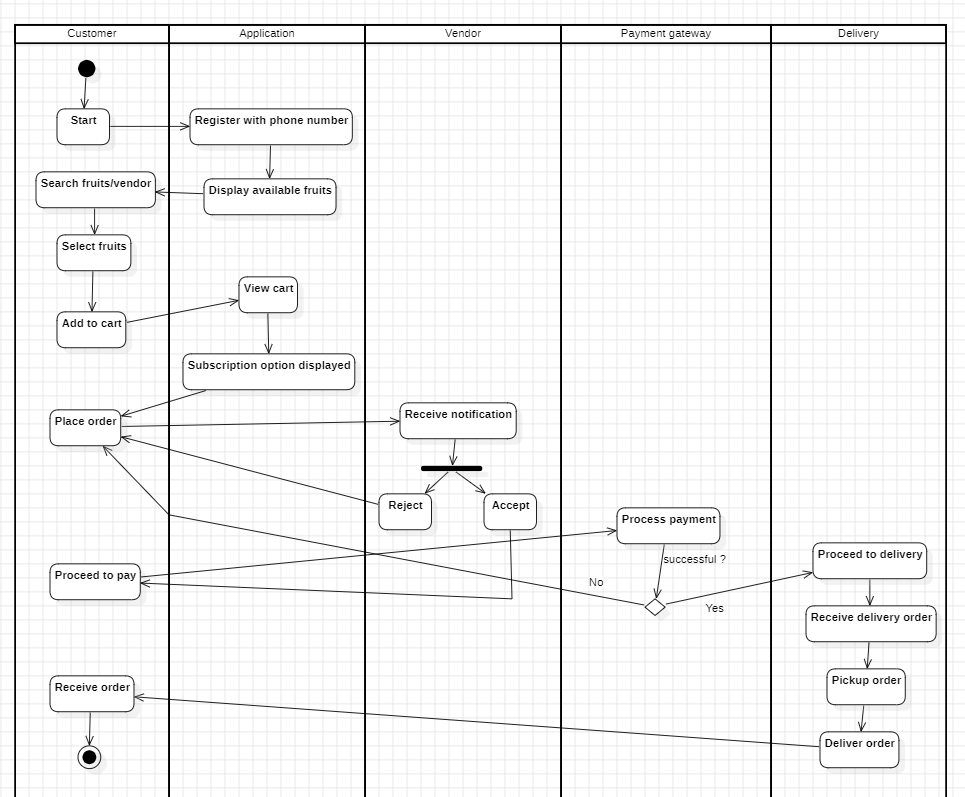 Customer
Application
Vendor
Payment gateway
Delivery
Start
Register with phone number
Search fruits/vendor
Display available fruits
Select fruits
View cart
Add to cart
Subscription option displayed
Place order
Receive notification
Reject
Accept
Process payment
successful ?
Proceed to delivery
Proceed to pay
No
Yes
Receive delivery order
Pickup order
Receive order
Deliver order